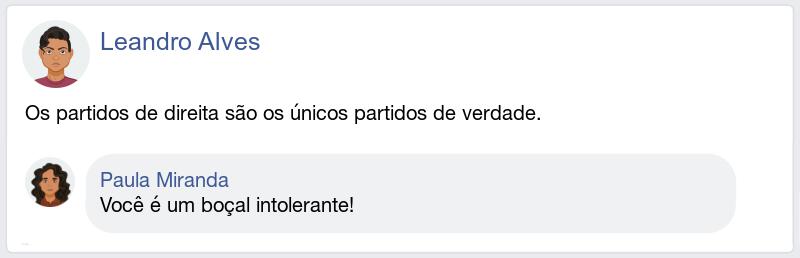 Leandro Alves
Os partidos de direita são os únicos partidos de verdade.
Paula Miranda
Você é um boçal intolerante!